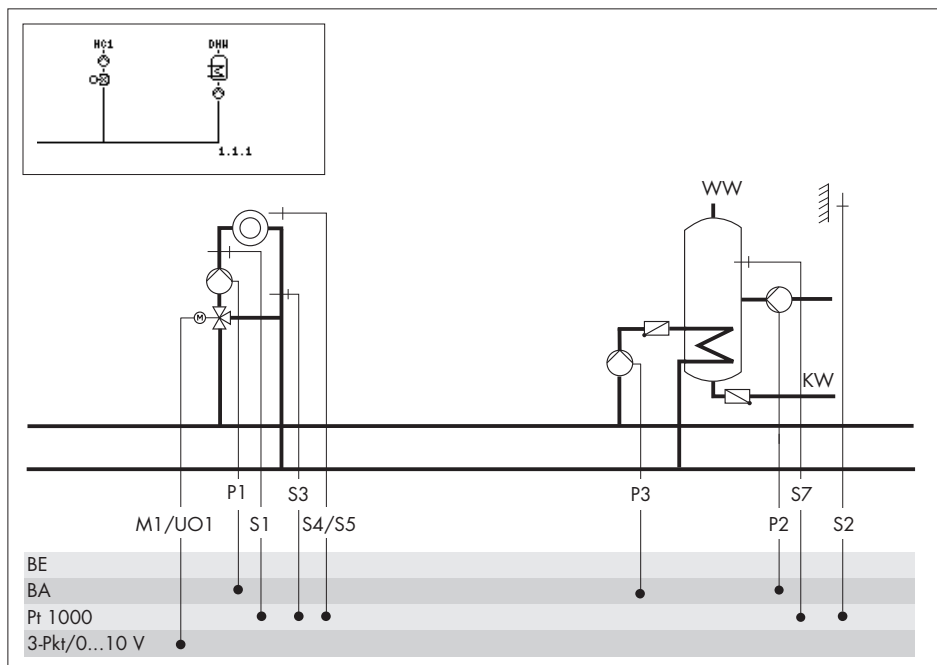 HC1 DHW
1.1.1
WW
M
KW
P1 S3 P3 S7
M1/UO1 S1 S4/S5 P2 S2
BE
BA
Pt 1000
3-Pkt/0...10 V